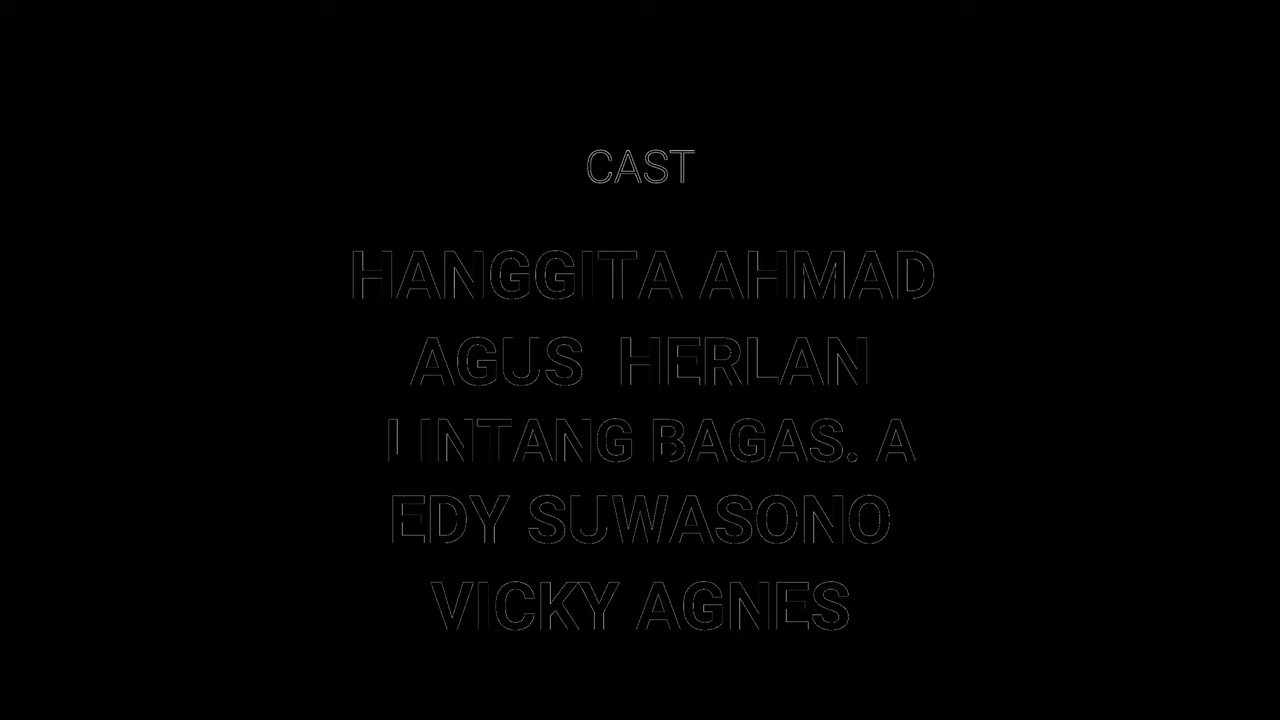 CAST
HANGGITA AHMAD
AGUS  HERLAN
LINTANG BAGAS. A
EDY SUWASONO
VICKY AGNES